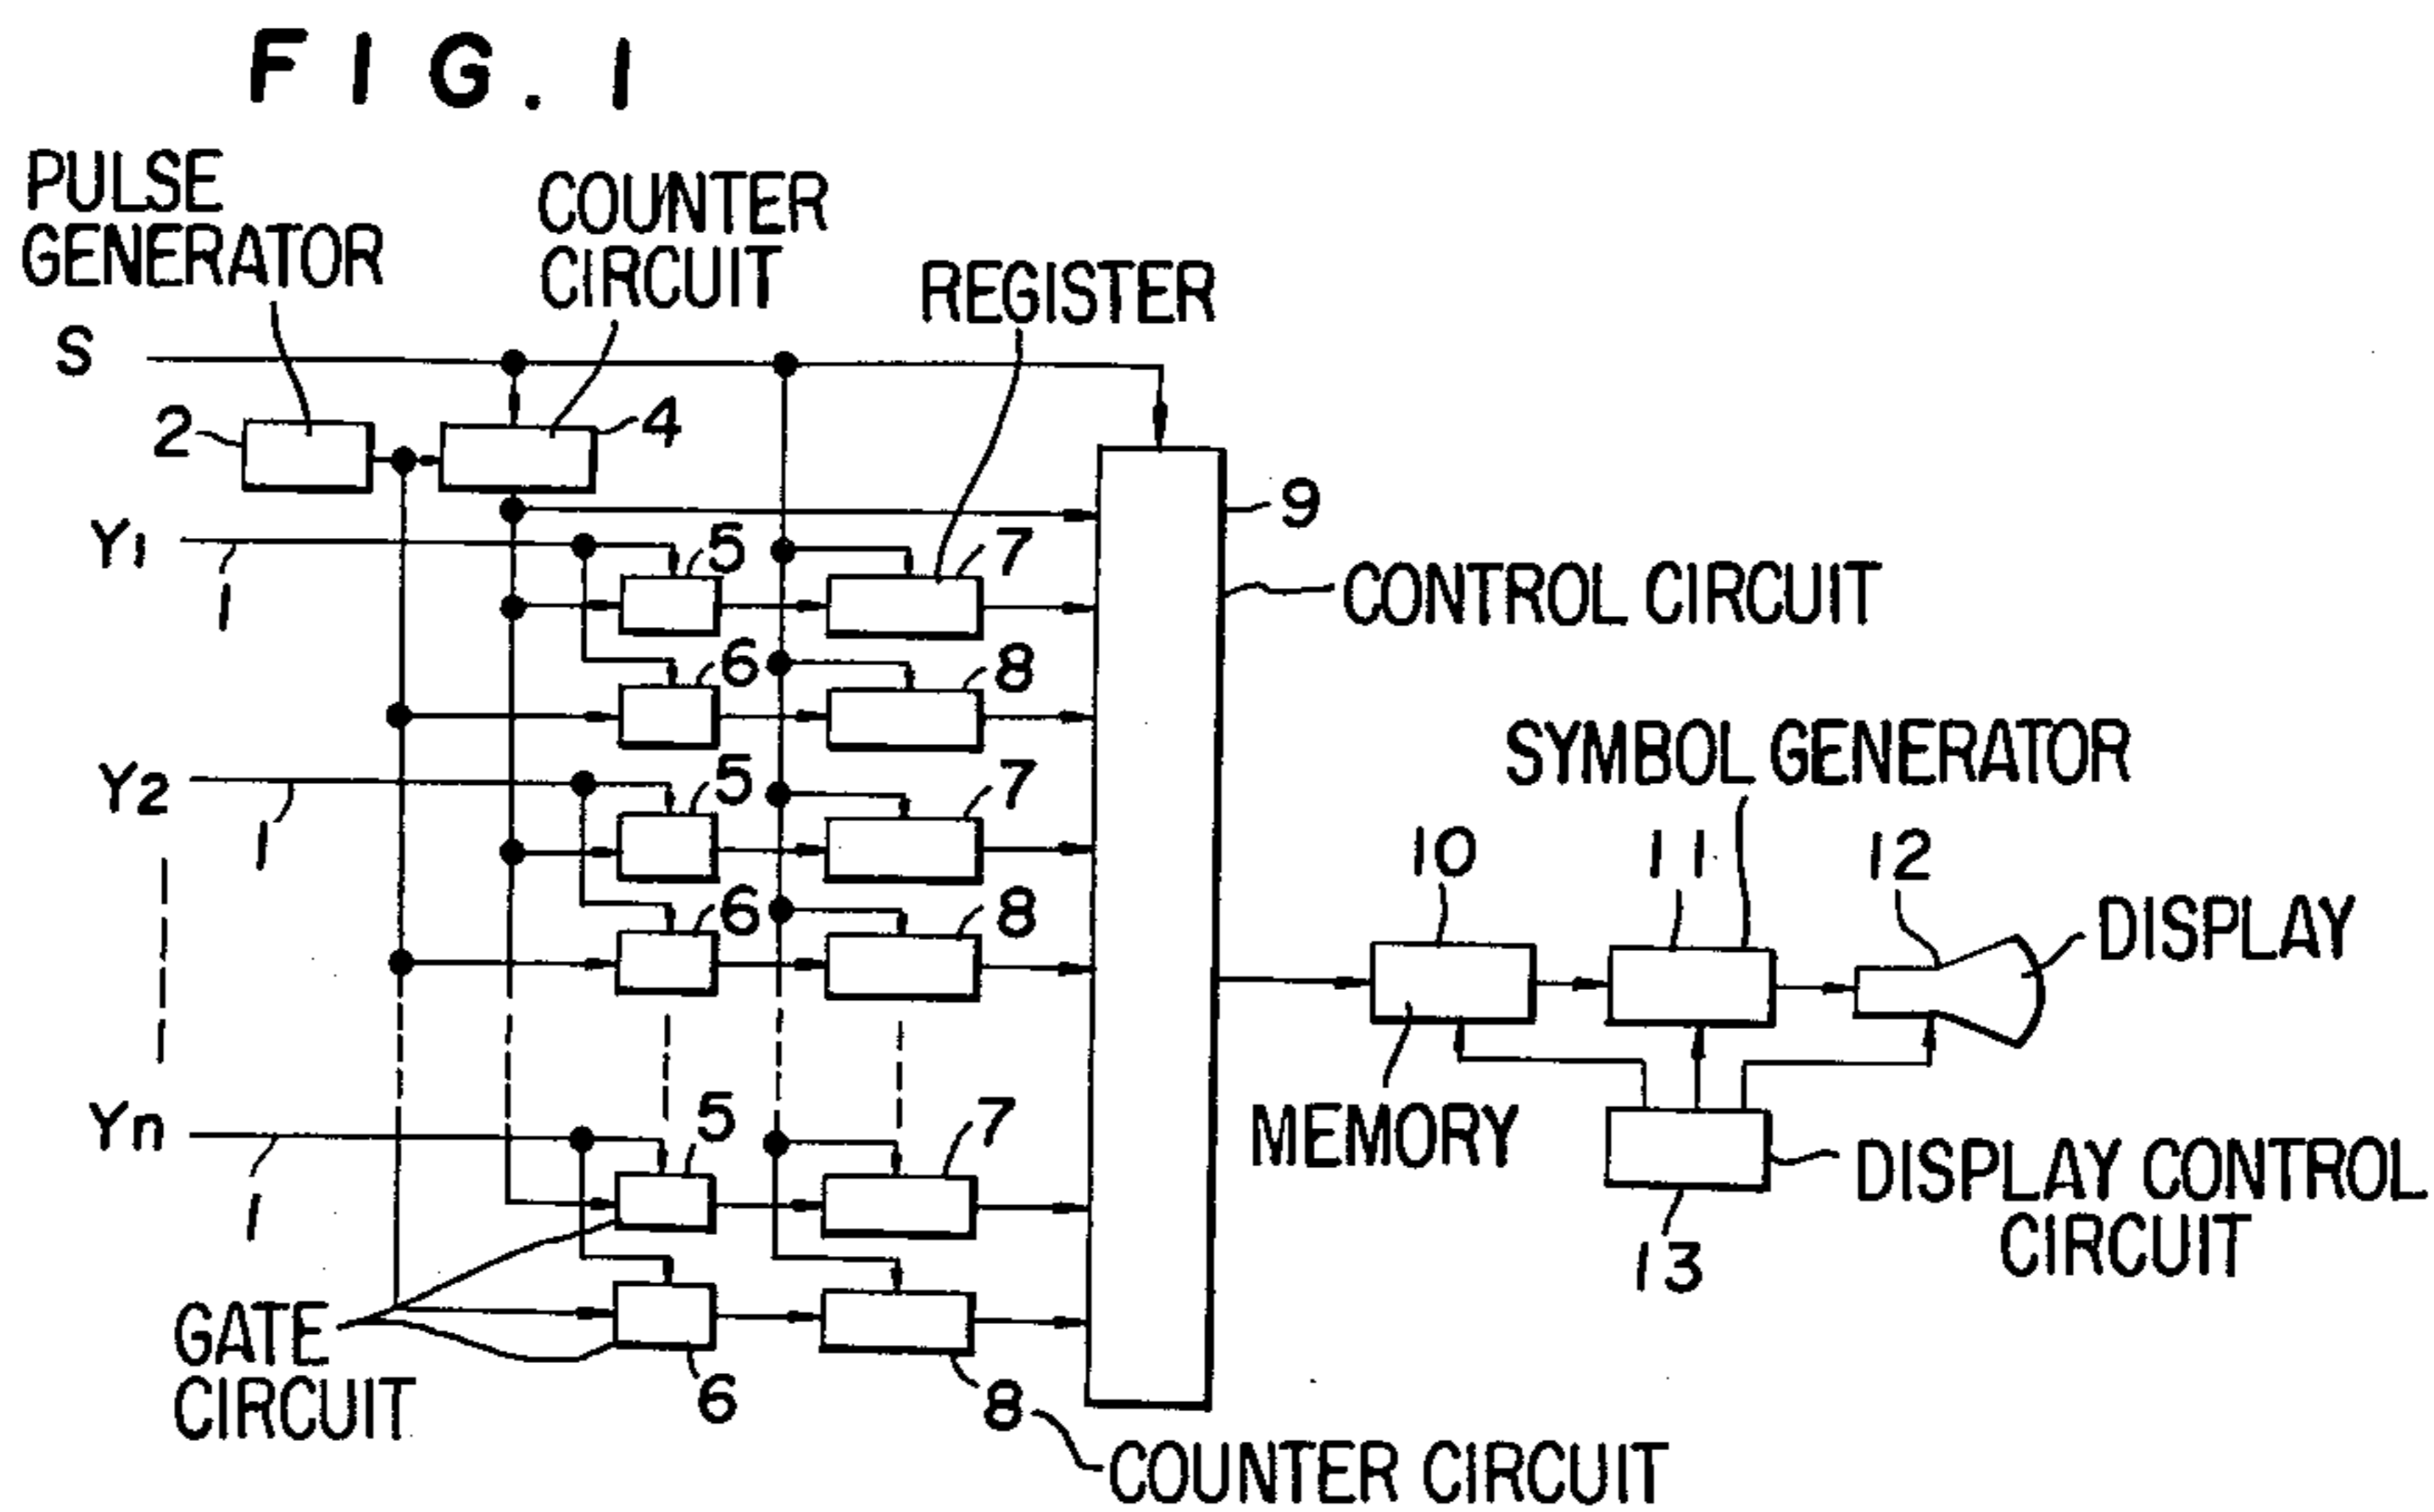 FIG. 1
PULSE
GENERATOR
COUNTER
CIRCUIT
REGISTER
S
2
4
9
Y1
1
5
7
CONTROL CIRCUIT
6
8
SYMBOL GENERATOR
Y2
1
5
7
10
11
12
6
8
DISPLAY
Yn
1
5
7
MEMORY
DISPLAY CONTROL
CIRCUIT
13
GATE
CIRCUIT
6
8
COUNTER CIRCUIT